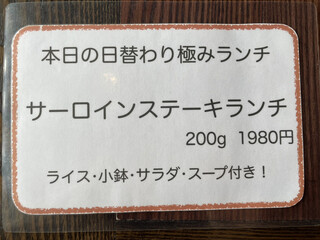 本日の日替わり極みランチ
サーロインステーキランチ
200g 1980円
ライス・小鉢・サラダ・スープ付き！